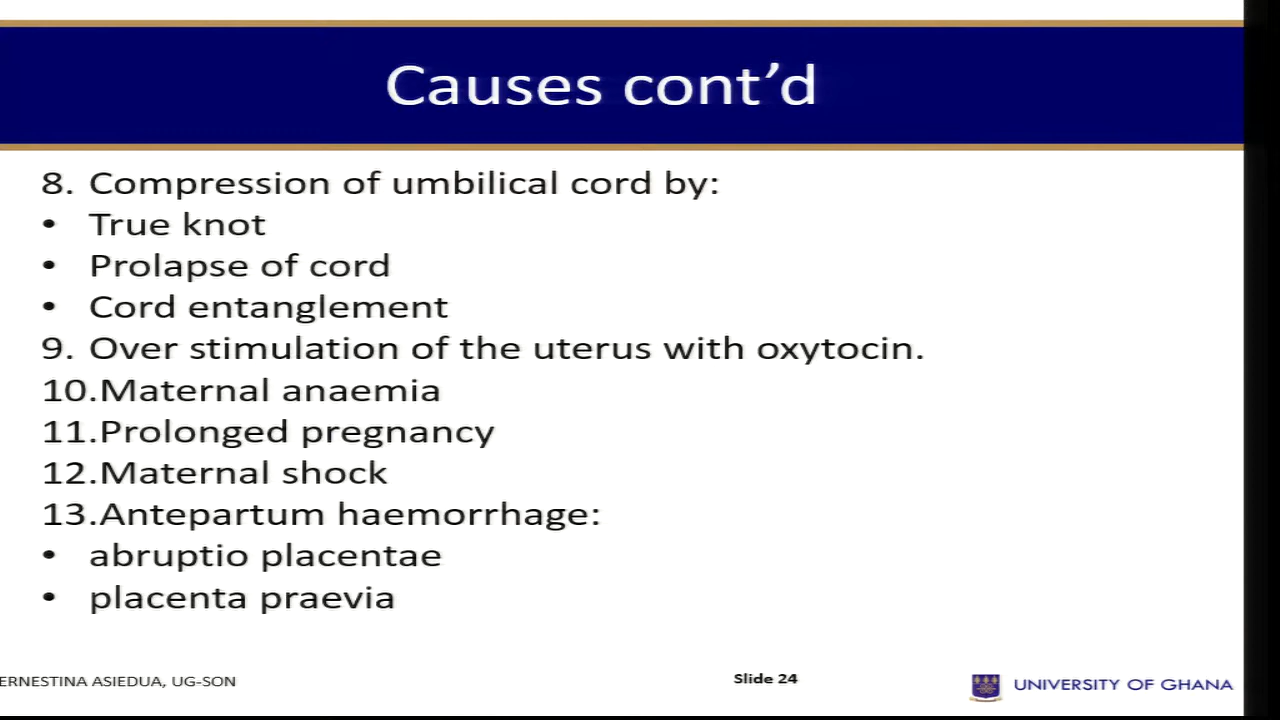 Causes cont’d
8. Compression of umbilical cord by:
• True knot
• Prolapse of cord
• Cord entanglement
9. Over stimulation of the uterus with oxytocin.
10.Maternal anaemia
11.Prolonged pregnancy
12.Maternal shock
13.Antepartum haemorrhage:
• abruptio placentae
• placenta praevia
ERNESTINA ASIEDUA, UG-SON
Slide 24
UNIVERSITY OF GHANA